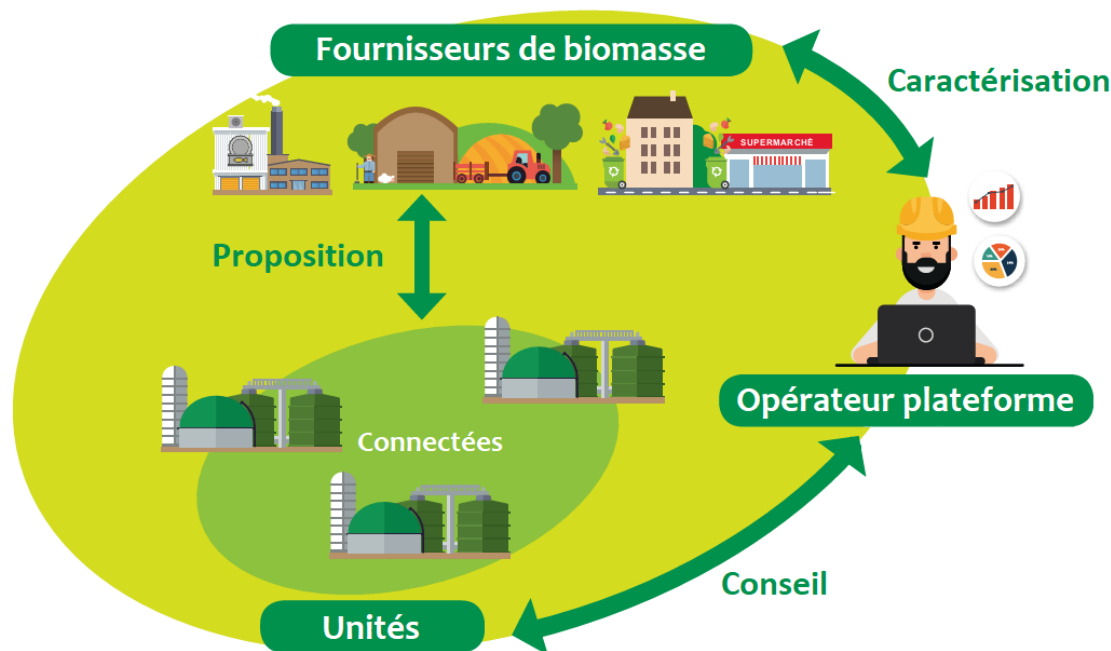 Fournisseurs de biomasse
Caractérisation
SUPERMARCHÉ
Proposition
Connectées
Opérateur plateforme
Conseil
Unités